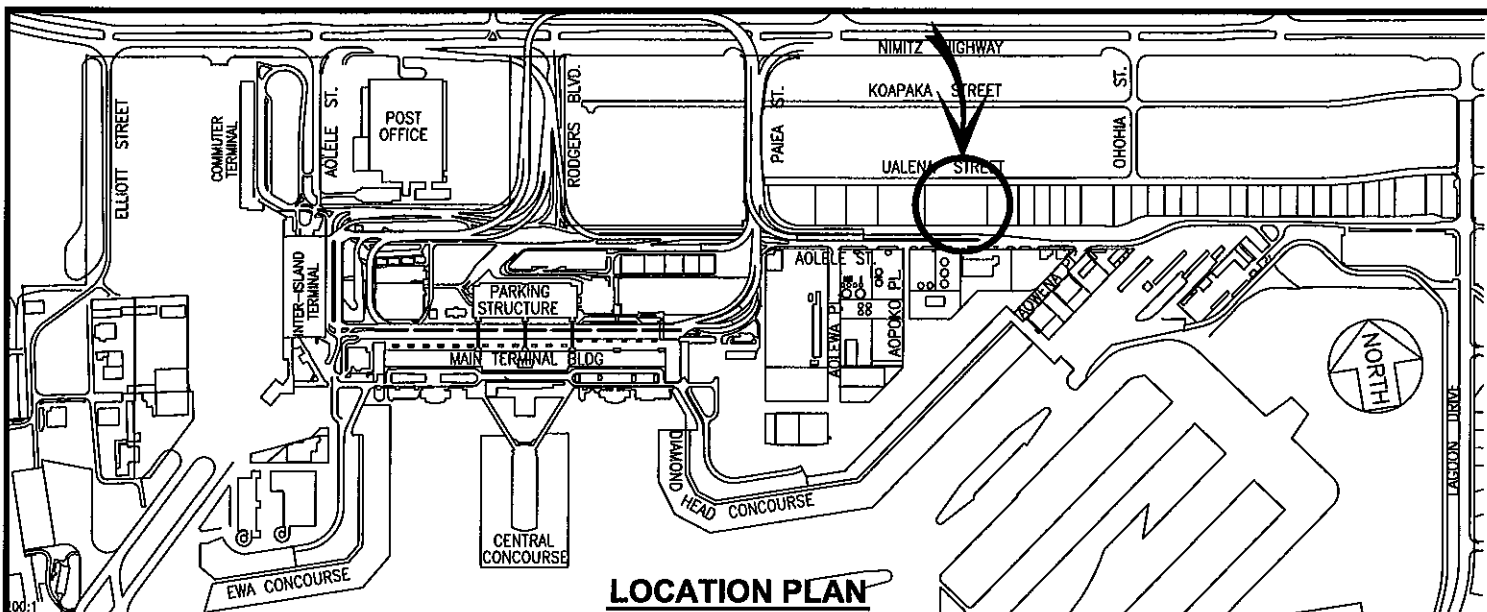 NIMITZ HIGHWAY
KOAPAKA STREET
UALENA STREET
ELLIOTT STREET
COMMUTER
TERMINAL
AOLELE ST.
POST
OFFICE
RODGERS BLVD.
PAIEA ST.
OHOHIA ST.
INTER-ISLAND
TERMINAL
PARKING
STRUCTURE
MAIN TERMINAL BLDG
AOLELE ST.
AOLEWA PL.
AOPOKO PL.
AOWENA PL.
NORTH
LAGOON DRIVE
DIAMOND HEAD CONCOURSE
CENTRAL
CONCOURSE
EWA CONCOURSE
LOCATION PLAN